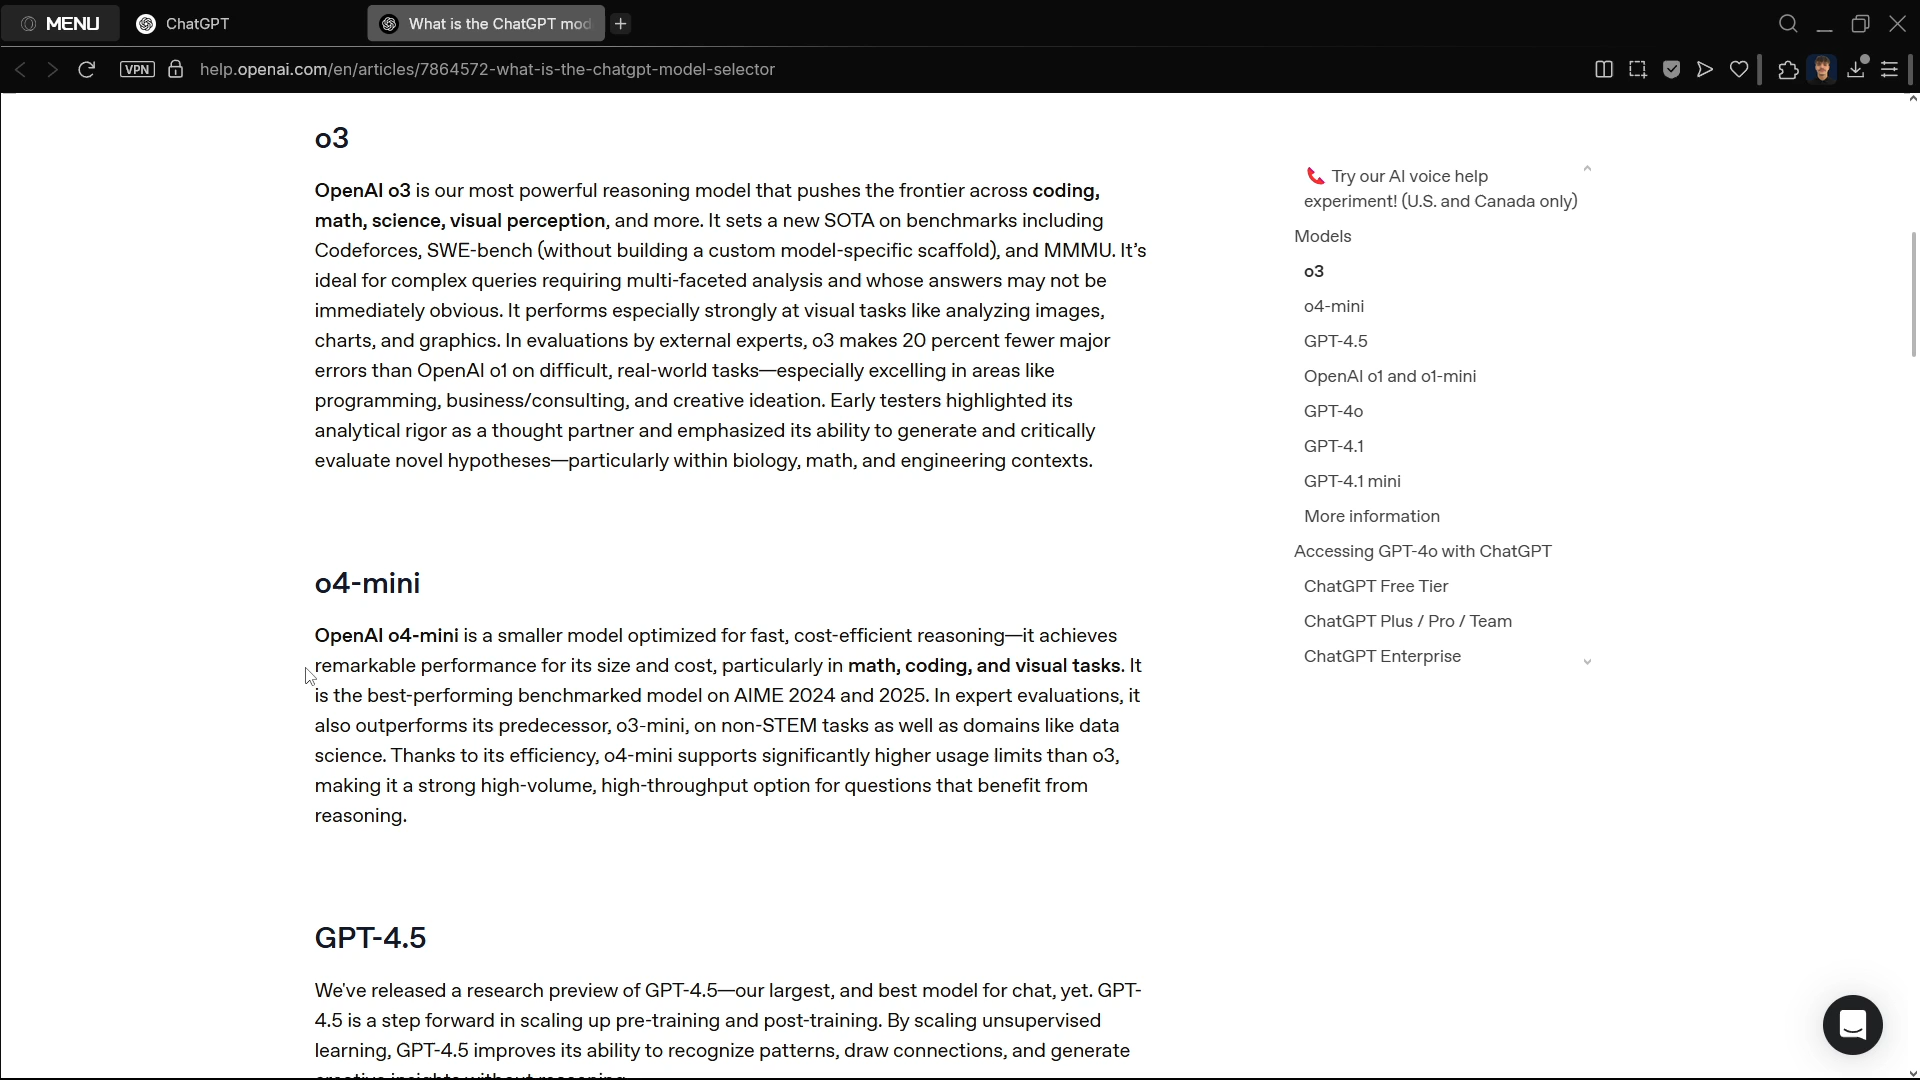 MENU
ChatGPT
What is the ChatGPT mod
VPN
help.openai.com/en/articles/7864572-what-is-the-chatgpt-model-selector
o3
OpenAI o3 is our most powerful reasoning model that pushes the frontier across coding,
math, science, visual perception, and more. It sets a new SOTA on benchmarks including
Codeforces, SWE-bench (without building a custom model-specific scaffold), and MMMU. It’s
ideal for complex queries requiring multi-faceted analysis and whose answers may not be
immediately obvious. It performs especially strongly at visual tasks like analyzing images,
charts, and graphics. In evaluations by external experts, o3 makes 20 percent fewer major
errors than OpenAI o1 on difficult, real-world tasks—especially excelling in areas like
programming, business/consulting, and creative ideation. Early testers highlighted its
analytical rigor as a thought partner and emphasized its ability to generate and critically
evaluate novel hypotheses—particularly within biology, math, and engineering contexts.
o4-mini
OpenAI o4-mini is a smaller model optimized for fast, cost-efficient reasoning—it achieves
remarkable performance for its size and cost, particularly in math, coding, and visual tasks. It
is the best-performing benchmarked model on AIME 2024 and 2025. In expert evaluations, it
also outperforms its predecessor, o3-mini, on non-STEM tasks as well as domains like data
science. Thanks to its efficiency, o4-mini supports significantly higher usage limits than o3,
making it a strong high-volume, high-throughput option for questions that benefit from
reasoning.
GPT-4.5
We've released a research preview of GPT-4.5—our largest, and best model for chat, yet. GPT-
4.5 is a step forward in scaling up pre-training and post-training. By scaling unsupervised
learning, GPT-4.5 improves its ability to recognize patterns, draw connections, and generate
creative insights without reasoning.
Try our AI voice help
experiment! (U.S. and Canada only)
Models
o3
o4-mini
GPT-4.5
OpenAI o1 and o1-mini
GPT-4o
GPT-4.1
GPT-4.1 mini
More information
Accessing GPT-4o with ChatGPT
ChatGPT Free Tier
ChatGPT Plus / Pro / Team
ChatGPT Enterprise